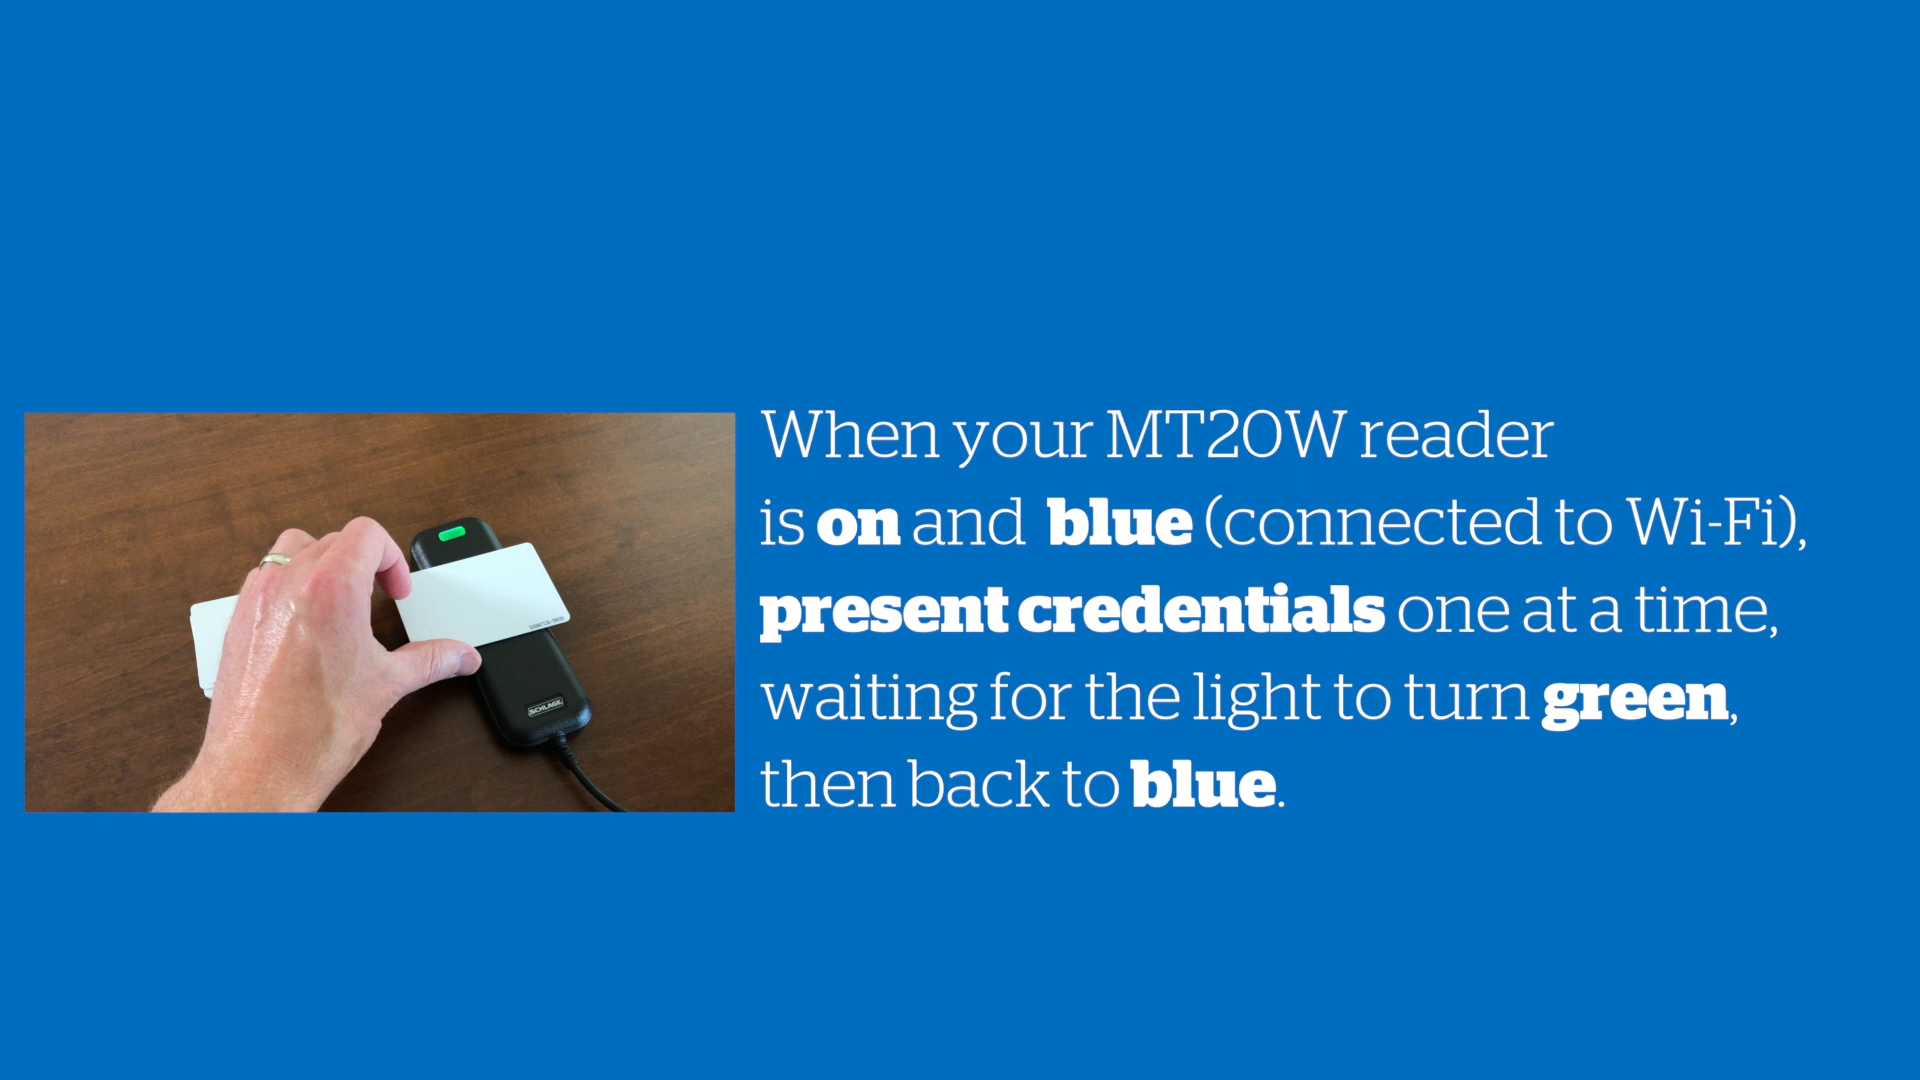 When your MT20W reader
is on and blue (connected to Wi-Fi),
present credentials one at a time,
waiting for the light to turn green,
then back to blue.
SCHLAGE